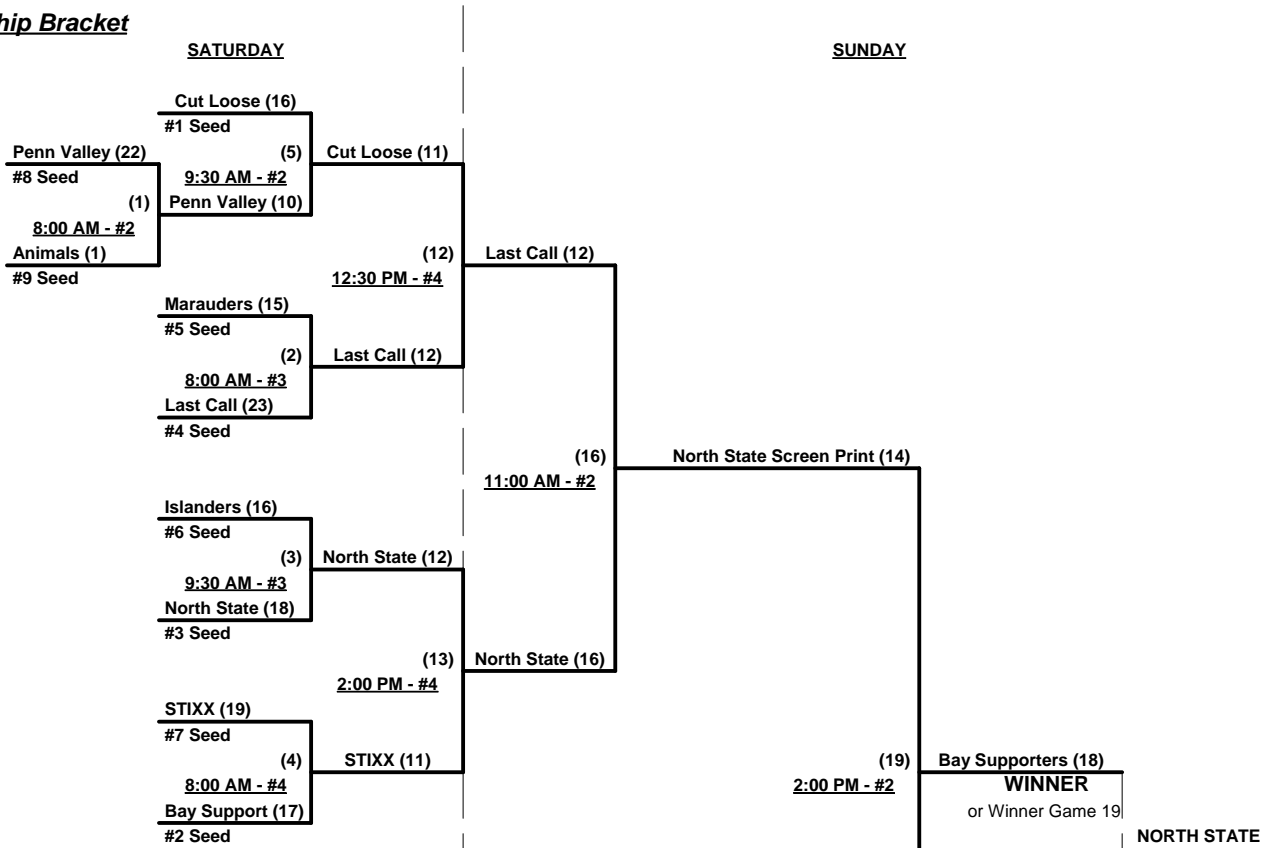 hip Bracket
SATURDAY
SUNDAY
Cut Loose (16)
#1 Seed
Penn Valley (22)
(5)
Cut Loose (11)
#8 Seed
9:30 AM - #2
(1)
Penn Valley (10)
8:00 AM - #2
Animals (1)
(12)
Last Call (12)
#9 Seed
12:30 PM - #4
Marauders (15)
#5 Seed
(2)
Last Call (12)
8:00 AM - #3
Last Call (23)
#4 Seed
(16)
North State Screen Print (14)
11:00 AM - #2
Islanders (16)
#6 Seed
(3)
North State (12)
9:30 AM - #3
North State (18)
#3 Seed
(13)
North State (16)
2:00 PM - #4
STIXX (19)
#7 Seed
(4)
STIXX (11)
(19)
Bay Supporters (18)
8:00 AM - #4
2:00 PM - #2
WINNER
Bay Support (17)
or Winner Game 19
#2 Seed
NORTH STATE